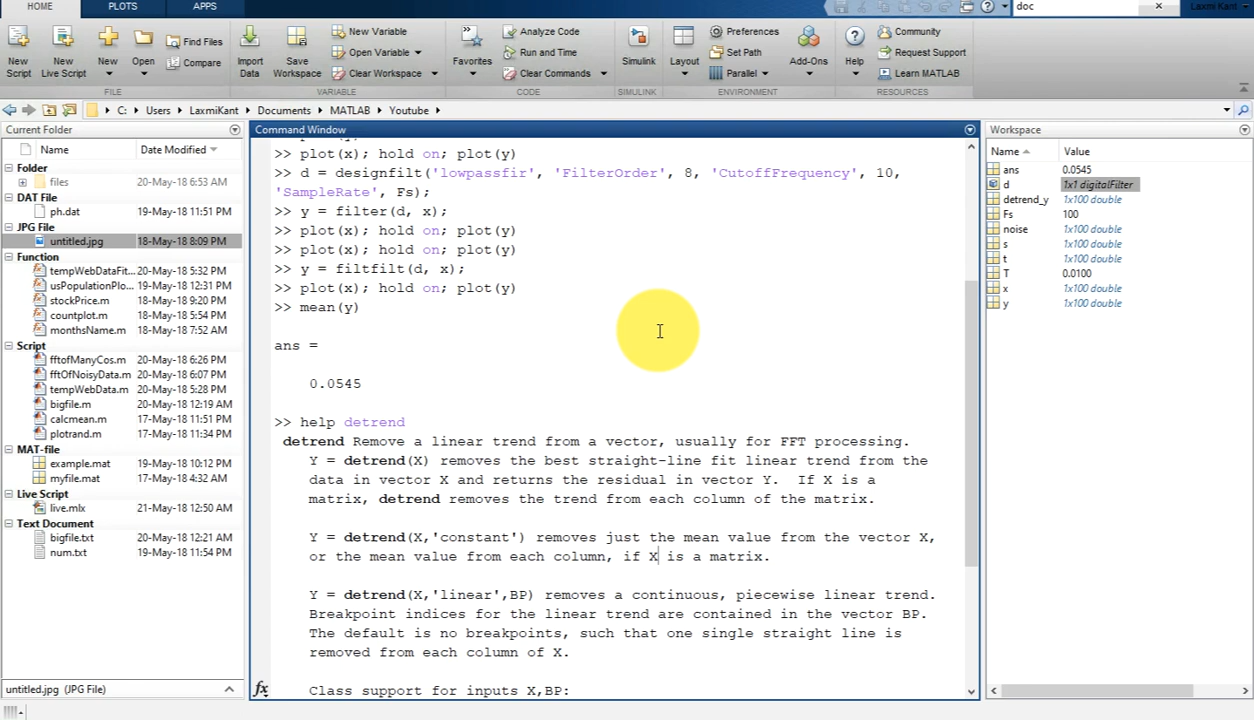 HOME PLOTS APPS doc Laxmi Kant
New Script New Live Script New Open Find Files Compare Import Data Save Workspace New Variable Open Variable Clear Workspace Favorites Analyze Code Run and Time Clear Commands Simulink Layout Preferences Set Path Parallel Add-Ons Help Community Request Support Learn MATLAB
FILE VARIABLE CODE SIMULINK ENVIRONMENT RESOURCES
C: Users LaxmiKant Documents MATLAB Youtube
Current Folder
Name Date Modified
Folder
files 20-May-18 6:53 AM
DAT File
ph.dat 19-May-18 11:51 PM
JPG File
untitled.jpg 18-May-18 8:09 PM
Function
tempWebDataFit... 20-May-18 5:32 PM
usPopulationPlo... 19-May-18 12:31 PM
stockPrice.m 18-May-18 9:20 PM
countplot.m 18-May-18 5:54 PM
monthsName.m 18-May-18 7:52 AM
Script
fftofManyCos.m 20-May-18 6:26 PM
fftOfNoisyData.m 20-May-18 6:07 PM
tempWebData.m 20-May-18 5:28 PM
bigfile.m 20-May-18 12:19 AM
calcmean.m 17-May-18 11:51 PM
plotrand.m 17-May-18 11:34 PM
MAT-file
example.mat 19-May-18 10:12 PM
myfile.mat 17-May-18 4:32 AM
Live Script
live.mlx 21-May-18 12:50 AM
Text Document
bigfile.txt 20-May-18 12:21 AM
num.txt 19-May-18 11:54 PM
untitled.jpg (JPG File)
Command Window
>> plot(x); hold on; plot(y)
>> d = designfilt('lowpassfir', 'FilterOrder', 8, 'CutoffFrequency', 10,
'SampleRate', Fs);
>> y = filter(d, x);
>> plot(x); hold on; plot(y)
>> plot(x); hold on; plot(y)
>> y = filtfilt(d, x);
>> plot(x); hold on; plot(y)
>> mean(y)
ans =
0.0545
>> help detrend
detrend Remove a linear trend from a vector, usually for FFT processing.
Y = detrend(X) removes the best straight-line fit linear trend from the
data in vector X and returns the residual in vector Y. If X is a
matrix, detrend removes the trend from each column of the matrix.
Y = detrend(X,'constant') removes just the mean value from the vector X,
or the mean value from each column, if X is a matrix.
Y = detrend(X,'linear',BP) removes a continuous, piecewise linear trend.
Breakpoint indices for the linear trend are contained in the vector BP.
The default is no breakpoints, such that one single straight line is
removed from each column of X.
fx Class support for inputs X,BP:
Workspace
Name Value
ans 0.0545
d 1x1 digitalFilter
detrend_y 1x100 double
Fs 100
noise 1x100 double
s 1x100 double
t 1x100 double
T 0.0100
x 1x100 double
y 1x100 double